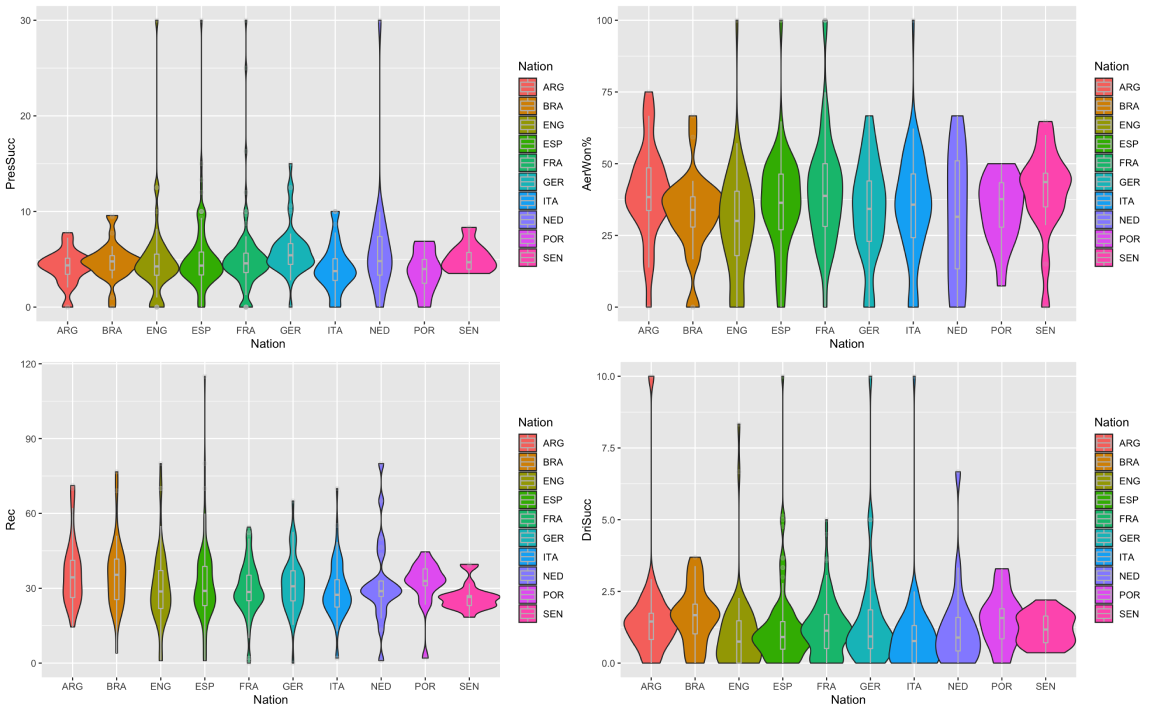 PresSucc
30
20
10
0
ARG BRA ENG ESP FRA GER ITA NED POR SEN
Nation
Nation
ARG
BRA
ENG
ESP
FRA
GER
ITA
NED
POR
SEN
AerWon%
100
75
50
25
0
ARG BRA ENG ESP FRA GER ITA NED POR SEN
Nation
Nation
ARG
BRA
ENG
ESP
FRA
GER
ITA
NED
POR
SEN
Rec
120
90
60
30
0
ARG BRA ENG ESP FRA GER ITA NED POR SEN
Nation
Nation
ARG
BRA
ENG
ESP
FRA
GER
ITA
NED
POR
SEN
DriSucc
10.0
7.5
5.0
2.5
0.0
ARG BRA ENG ESP FRA GER ITA NED POR SEN
Nation
Nation
ARG
BRA
ENG
ESP
FRA
GER
ITA
NED
POR
SEN